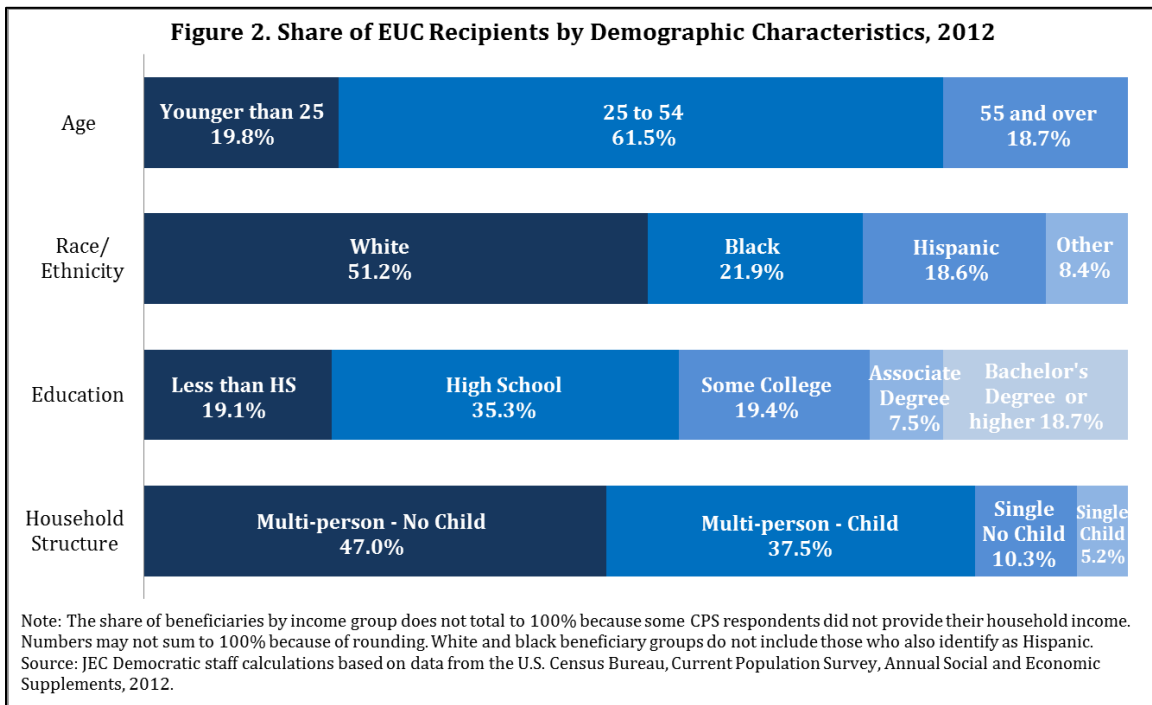 Figure 2. Share of EUC Recipients by Demographic Characteristics, 2012
Age
Younger than 25
19.8%
25 to 54
61.5%
55 and over
18.7%
Race/
Ethnicity
White
51.2%
Black
21.9%
Hispanic
18.6%
Other
8.4%
Education
Less than HS
19.1%
High School
35.3%
Some College
19.4%
Associate
Degree
7.5%
Bachelor's
Degree or
higher 18.7%
Household
Structure
Multi-person - No Child
47.0%
Multi-person - Child
37.5%
Single
No Child
10.3%
Single
Child
5.2%
Note: The share of beneficiaries by income group does not total to 100% because some CPS respondents did not provide their household income.
Numbers may not sum to 100% because of rounding. White and black beneficiary groups do not include those who also identify as Hispanic.
Source: JEC Democratic staff calculations based on data from the U.S. Census Bureau, Current Population Survey, Annual Social and Economic
Supplements, 2012.